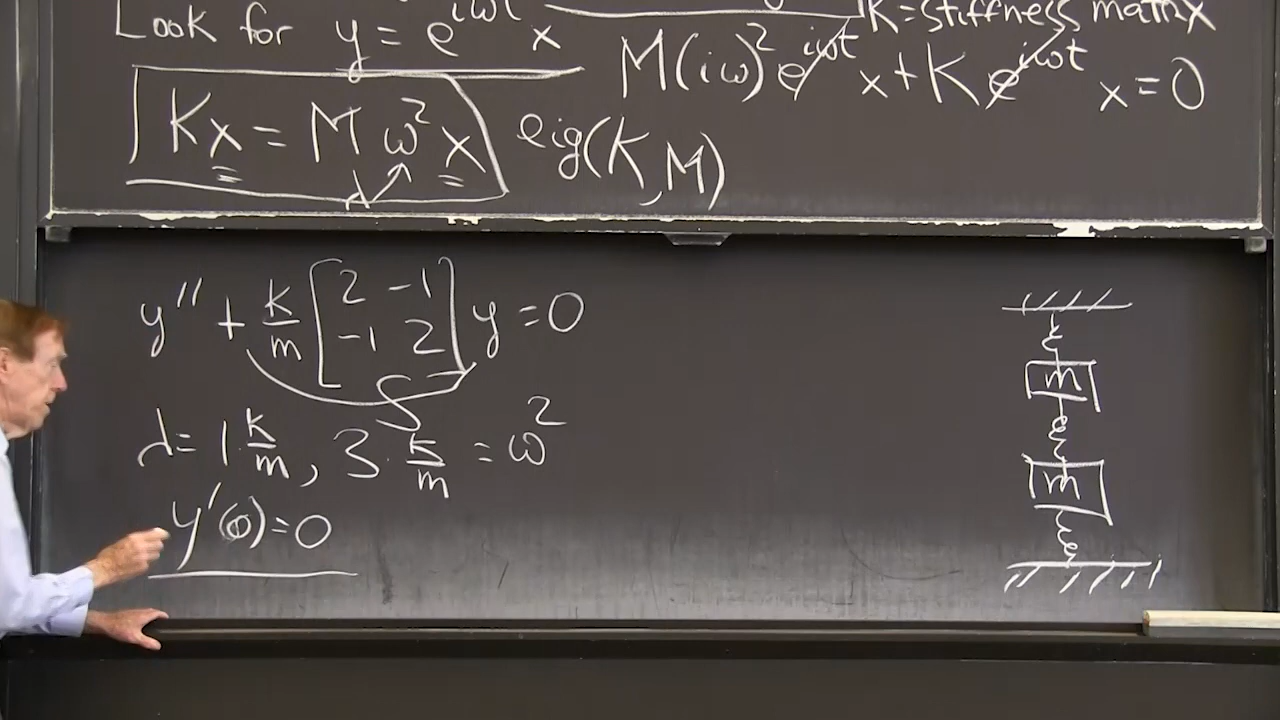 Look for y = e^{iωt} x
K = stiffness matrix
M(iω)² e^{iωt} x + K e^{iωt} x = 0
Kx = M ω² x eig(K, M)
λ
y'' + k/m [2 -1; -1 2] y = 0
S
λ = 1 k/m, 3 · k/m = ω²
y'(0) = 0
m
m